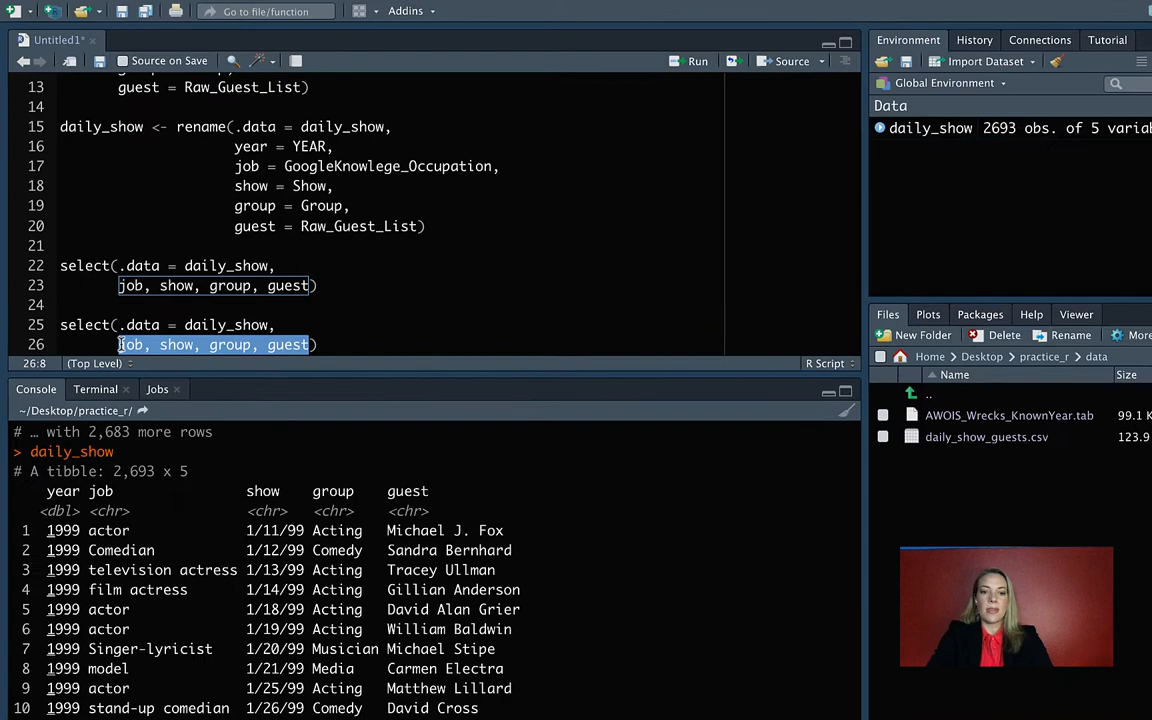 Go to file/function
Addins
Untitled1*
Source on Save
Run
Source
13 guest = Raw_Guest_List)
14
15 daily_show <- rename(.data = daily_show,
16 year = YEAR,
17 job = GoogleKnowlege_Occupation,
18 show = Show,
19 group = Group,
20 guest = Raw_Guest_List)
21
22 select(.data = daily_show,
23 job, show, group, guest)
24
25 select(.data = daily_show,
26 job, show, group, guest)
26:8 (Top Level) R Script
Console Terminal Jobs
~/Desktop/practice_r/
# … with 2,683 more rows
> daily_show
# A tibble: 2,693 x 5
year job show group guest
<dbl> <chr> <chr> <chr> <chr>
1 1999 actor 1/11/99 Acting Michael J. Fox
2 1999 Comedian 1/12/99 Comedy Sandra Bernhard
3 1999 television actress 1/13/99 Acting Tracey Ullman
4 1999 film actress 1/14/99 Acting Gillian Anderson
5 1999 actor 1/18/99 Acting David Alan Grier
6 1999 actor 1/19/99 Acting William Baldwin
7 1999 Singer-lyricist 1/20/99 Musician Michael Stipe
8 1999 model 1/21/99 Media Carmen Electra
9 1999 actor 1/25/99 Acting Matthew Lillard
10 1999 stand-up comedian 1/26/99 Comedy David Cross
Environment History Connections Tutorial
Import Dataset
Global Environment
Data
daily_show 2693 obs. of 5 variab
Files Plots Packages Help Viewer
New Folder Delete Rename More
Home Desktop practice_r data
Name Size
..
AWOIS_Wrecks_KnownYear.tab 99.1 K
daily_show_guests.csv 123.9